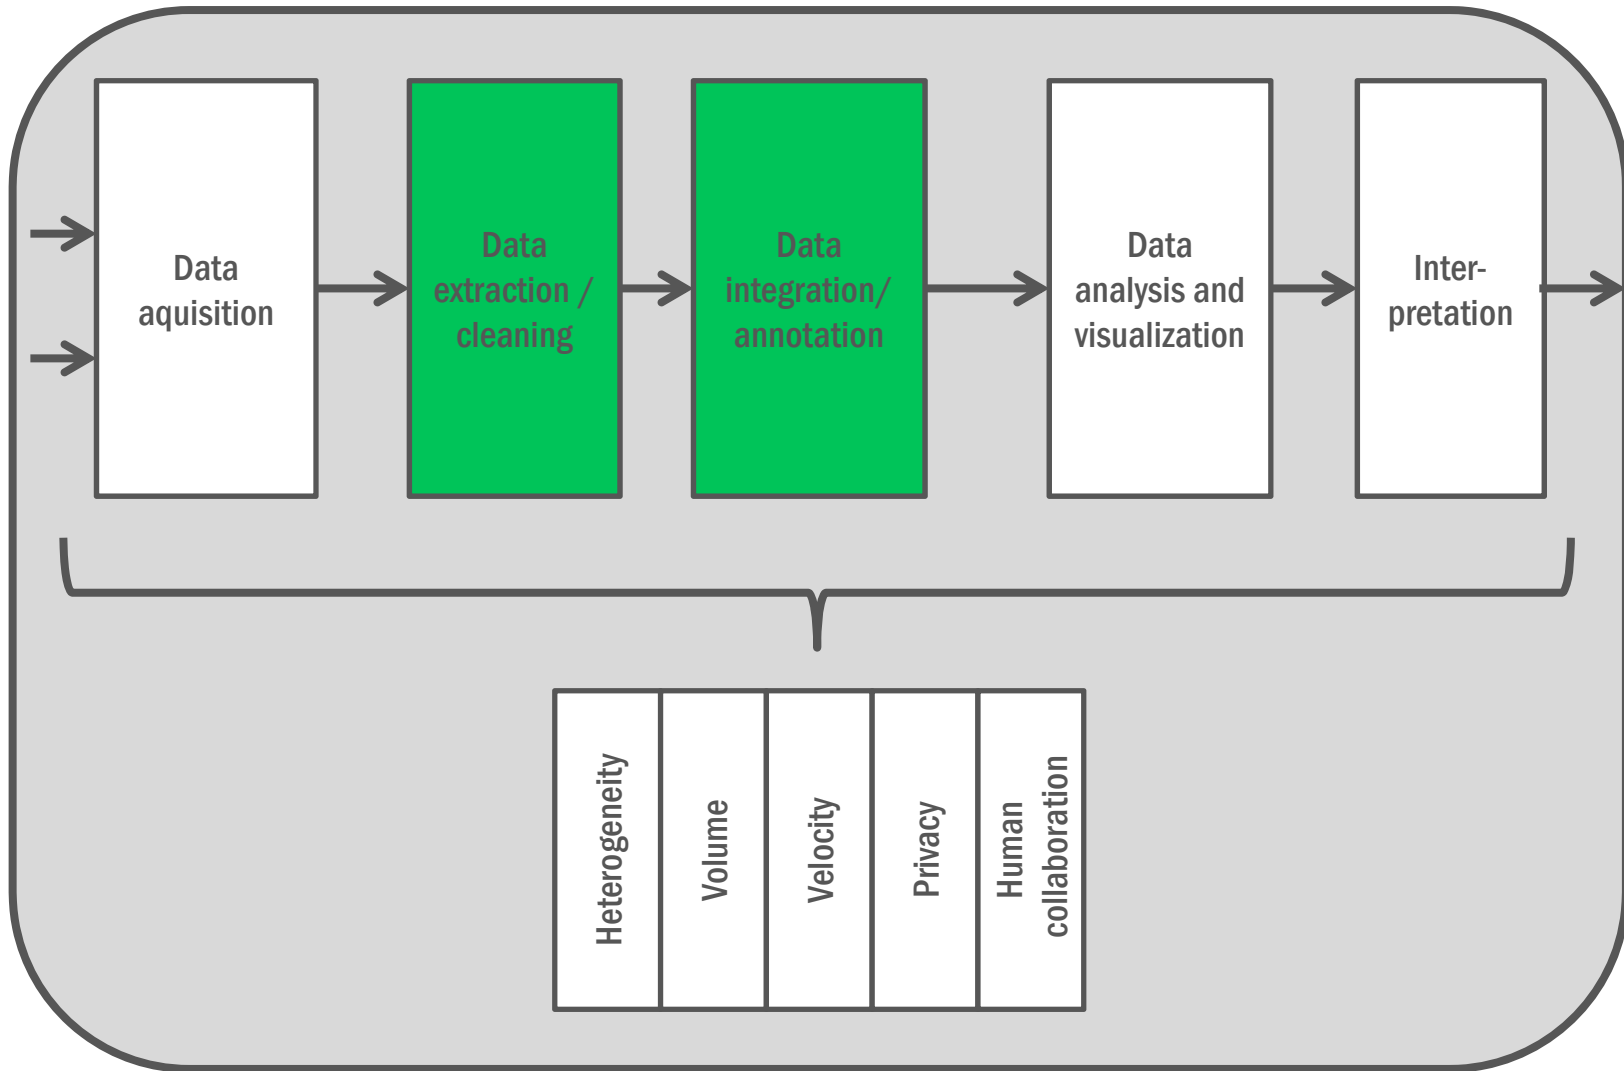 Data
aquisition
Data
extraction /
cleaning
Data
integration/
annotation
Data
analysis and
visualization
Inter-
pretation
Heterogeneity
Volume
Velocity
Privacy
Human
collaboration